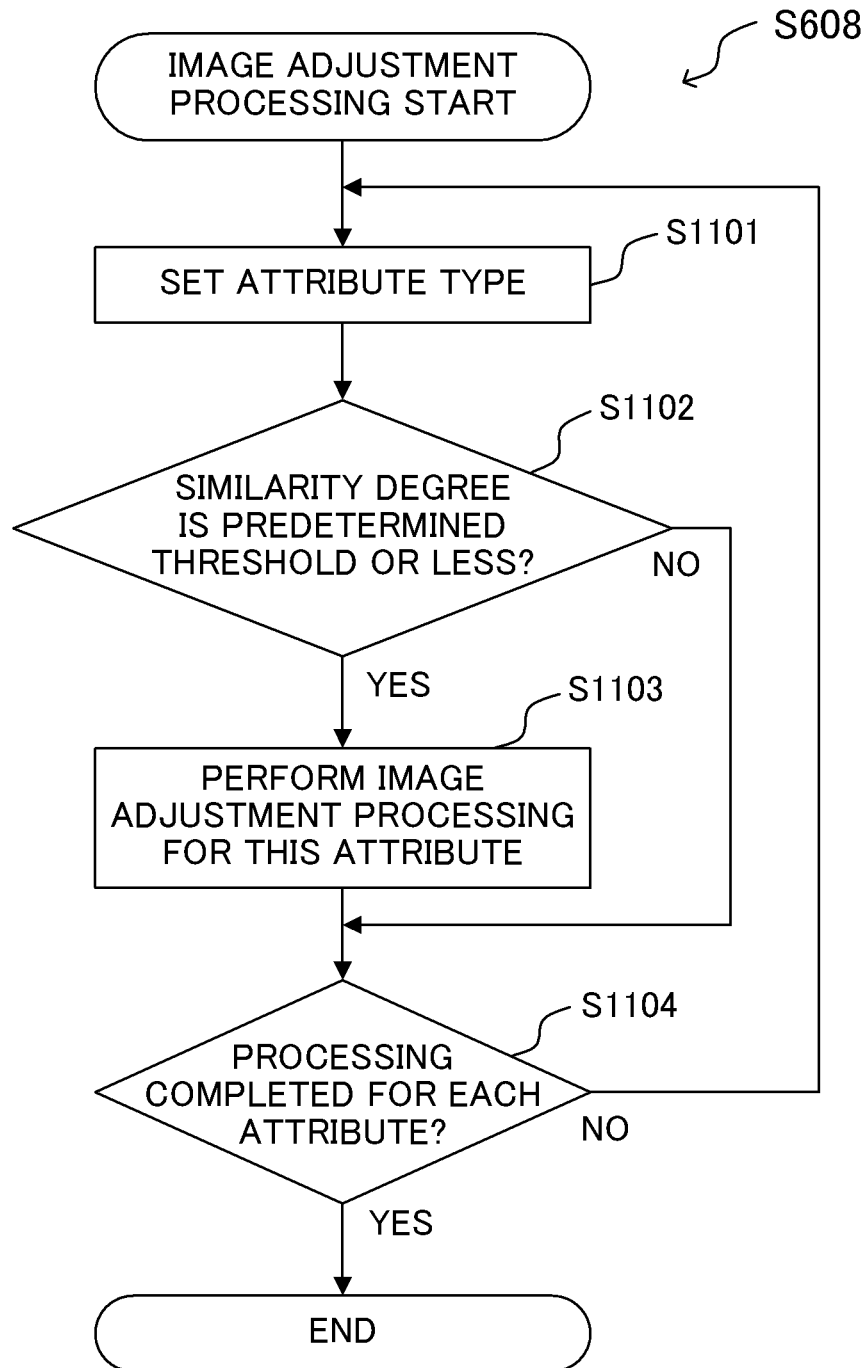 S608
IMAGE ADJUSTMENT
PROCESSING START
S1101
SET ATTRIBUTE TYPE
S1102
SIMILARITY DEGREE
IS PREDETERMINED
THRESHOLD OR LESS?
NO
YES
S1103
PERFORM IMAGE
ADJUSTMENT PROCESSING
FOR THIS ATTRIBUTE
S1104
PROCESSING
COMPLETED FOR EACH
ATTRIBUTE?
NO
YES
END